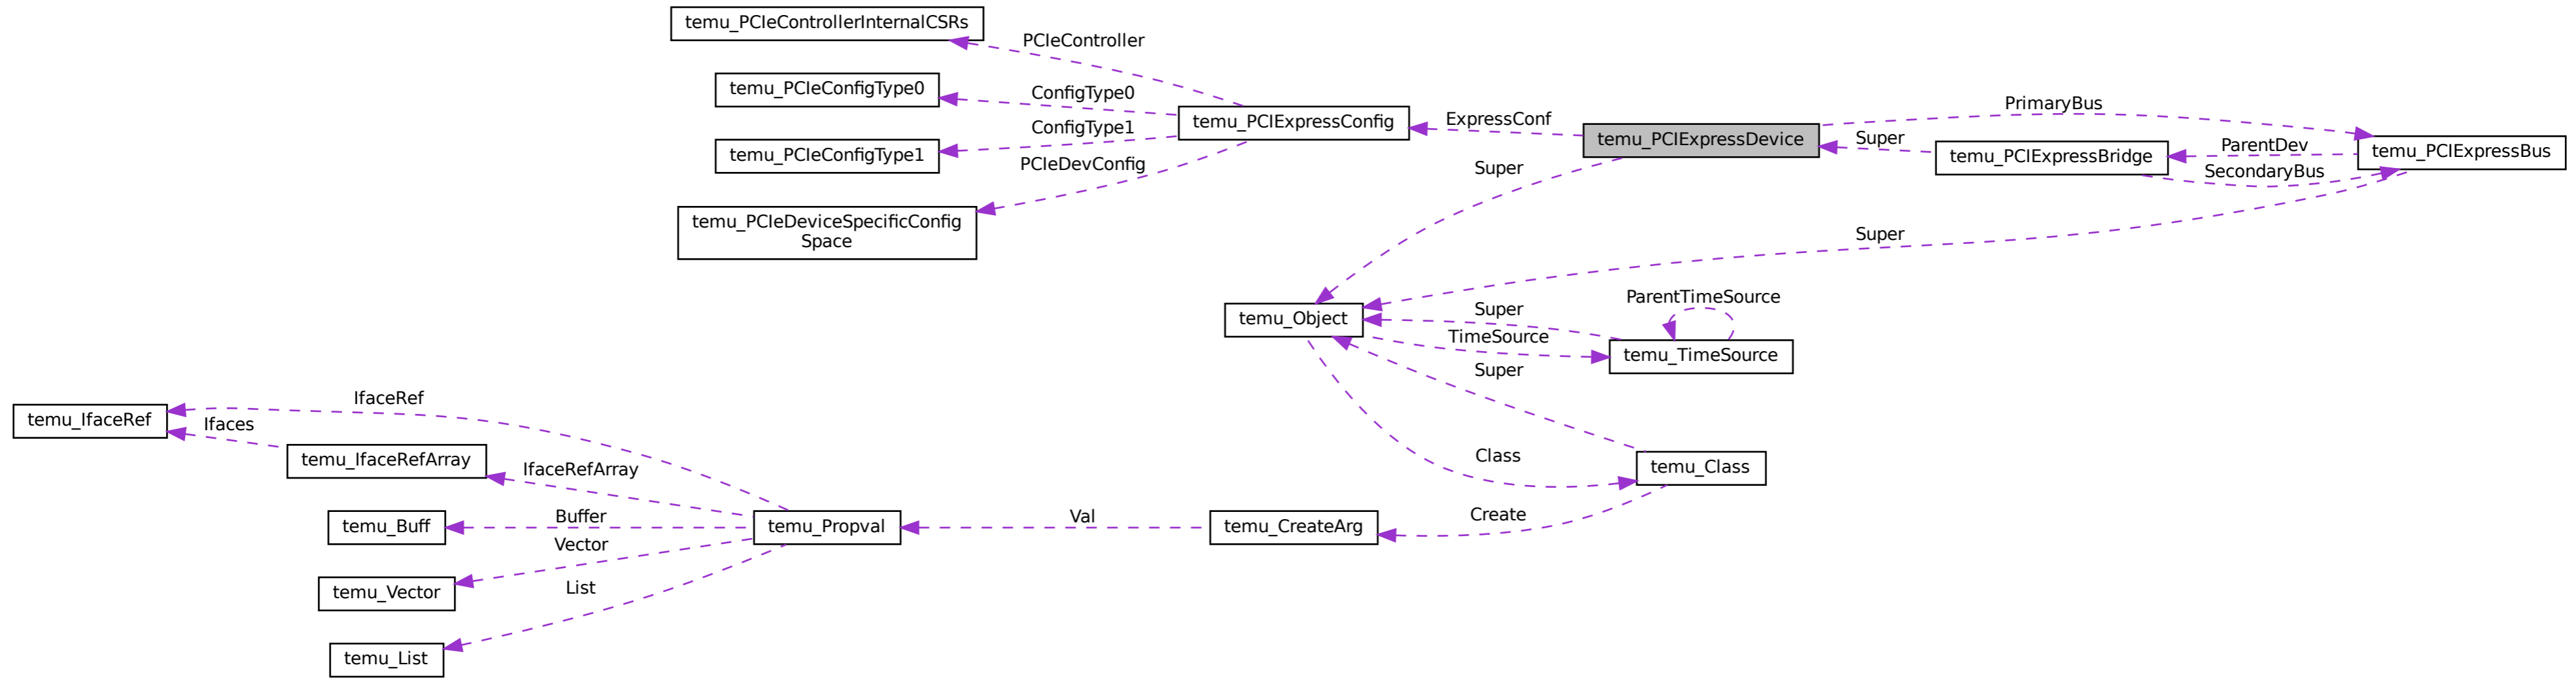 temu_PCIeControllerInternalCSRs
PCIeController
temu_PCIeConfigType0
ConfigType0
temu_PCIExpressConfig
ExpressConf
temu_PCIExpressDevice
PrimaryBus
Super
temu_PCIExpressBridge
ParentDev
SecondaryBus
temu_PCIExpressBus
ConfigType1
temu_PCIeConfigType1
PCIeDevConfig
temu_PCIeDeviceSpecificConfig
Space
Super
Super
temu_Object
Super
TimeSource
ParentTimeSource
temu_TimeSource
Super
Class
temu_Class
Create
temu_IfaceRef
IfaceRef
Ifaces
temu_IfaceRefArray
IfaceRefArray
temu_Buff
Buffer
temu_Propval
Val
temu_CreateArg
Vector
temu_Vector
List
temu_List